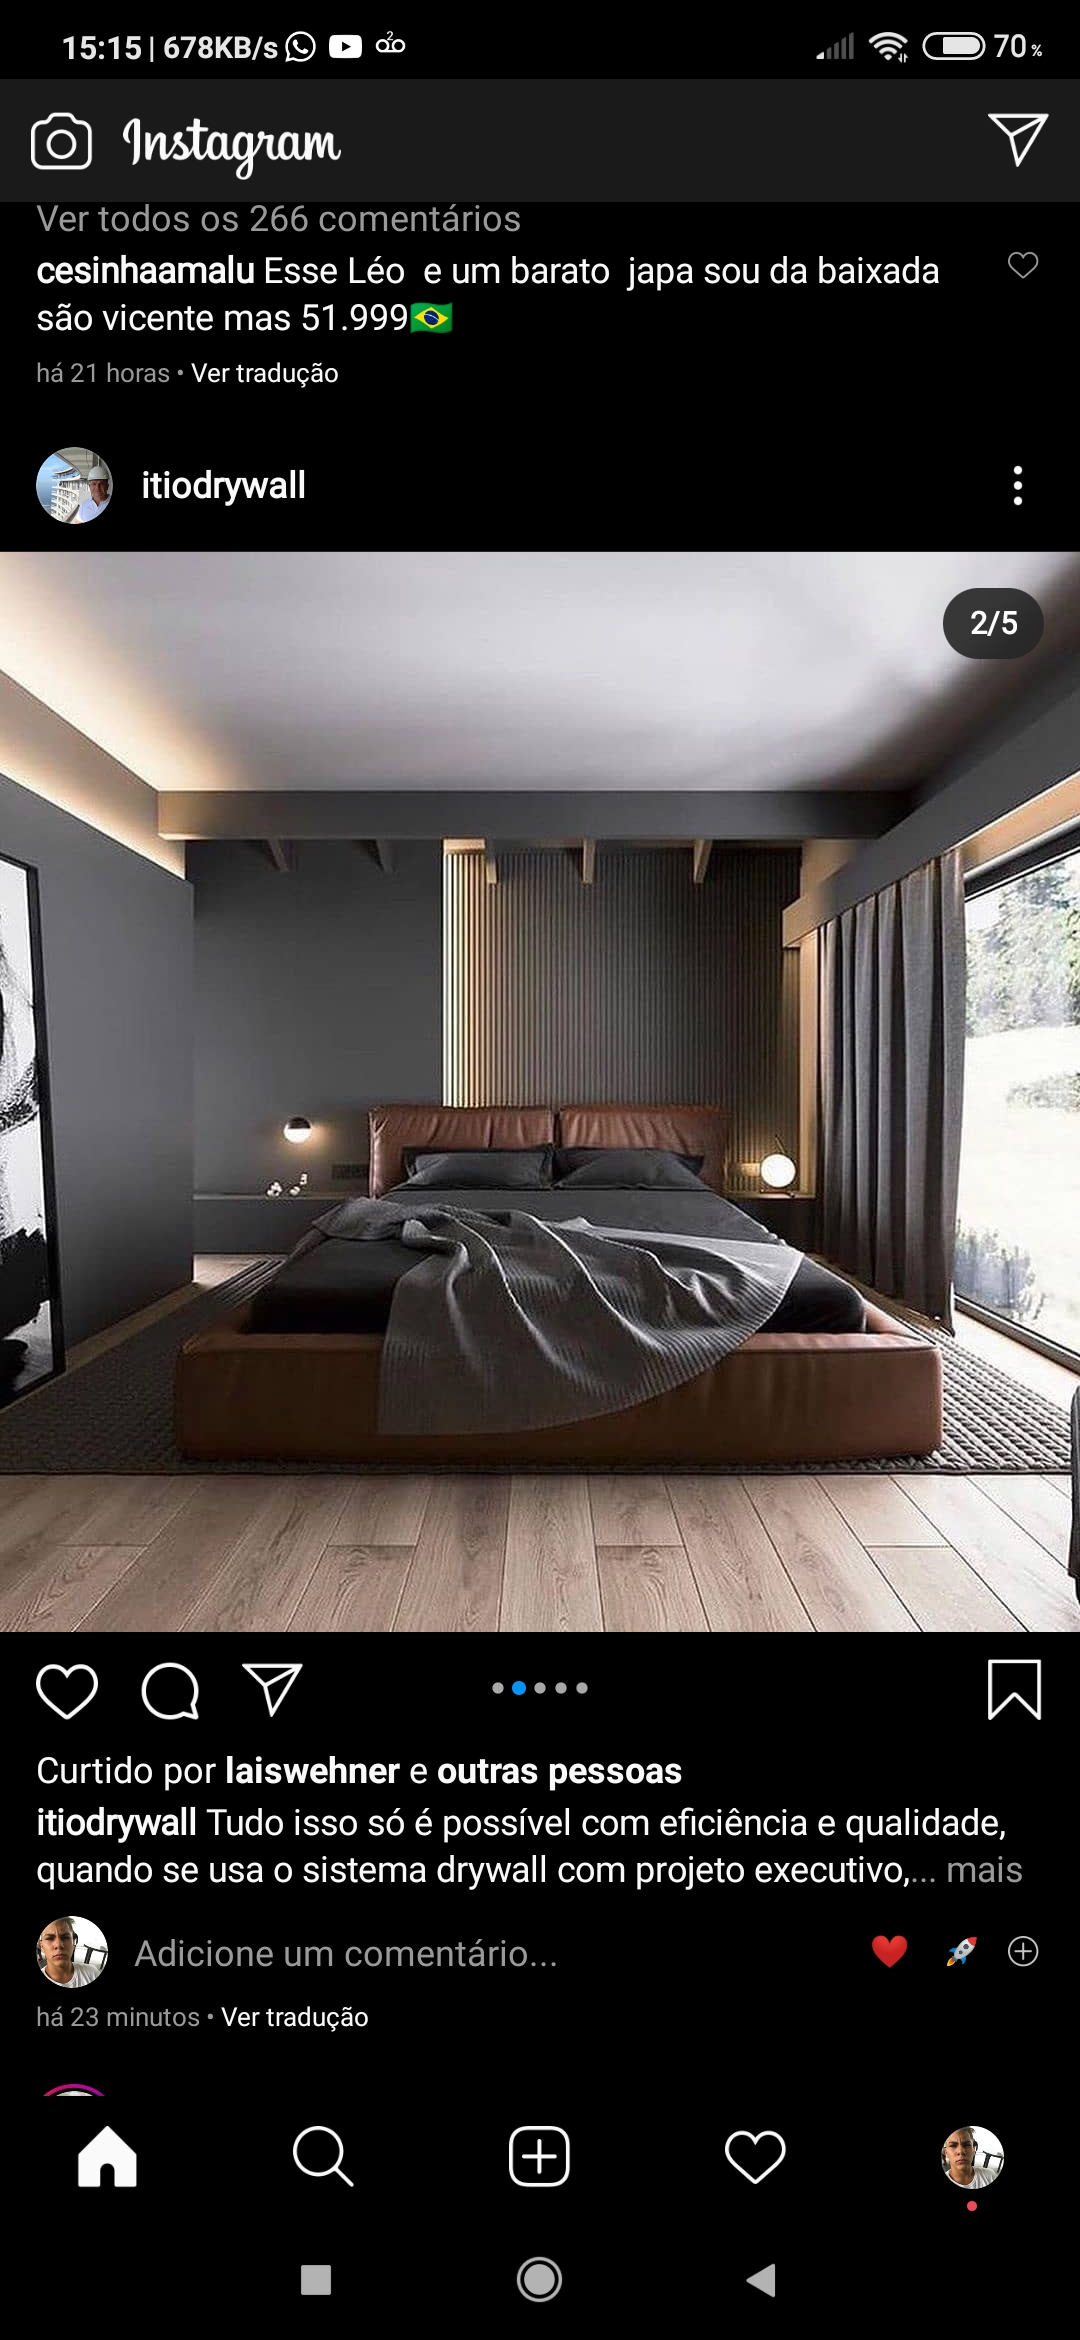 15:15 | 678KB/s 70%
Instagram
Ver todos os 266 comentários
cesinhaamalu Esse Léo e um barato japa sou da baixada
são vicente mas 51.999🇧🇷
há 21 horas • Ver tradução
itiodrywall
2/5
Curtido por laiswehner e outras pessoas
itiodrywall Tudo isso só é possível com eficiência e qualidade,
quando se usa o sistema drywall com projeto executivo,... mais
Adicione um comentário...
há 23 minutos • Ver tradução